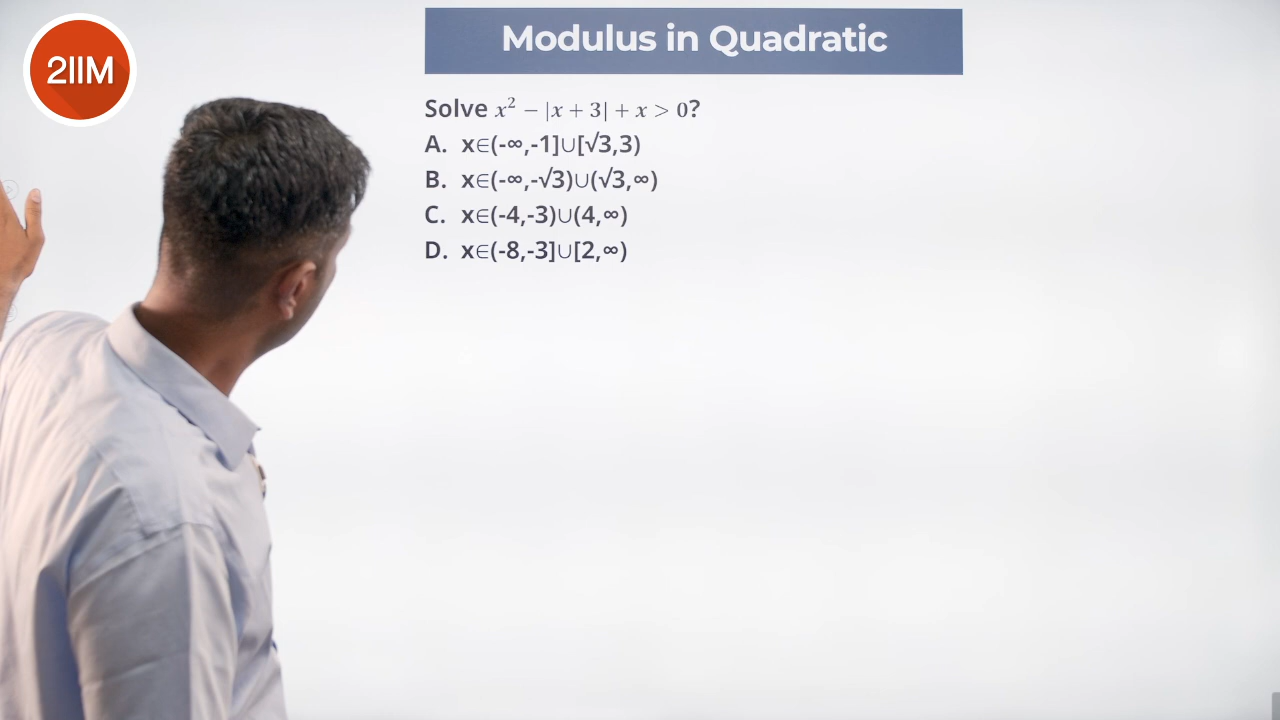 2IIM
Modulus in Quadratic
Solve x² − |x + 3| + x > 0?
A. x∈(-∞,-1]∪[√3,3)
B. x∈(-∞,-√3)∪(√3,∞)
C. x∈(-4,-3)∪(4,∞)
D. x∈(-8,-3]∪[2,∞)